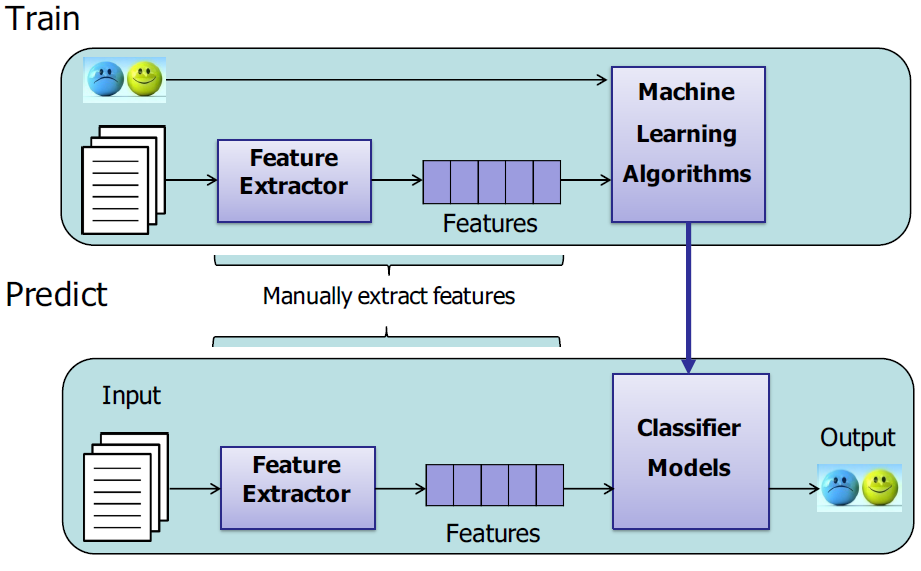 Train
Machine
Learning
Algorithms
Feature
Extractor
Features
Manually extract features
Predict
Input
Feature
Extractor
Features
Classifier
Models
Output